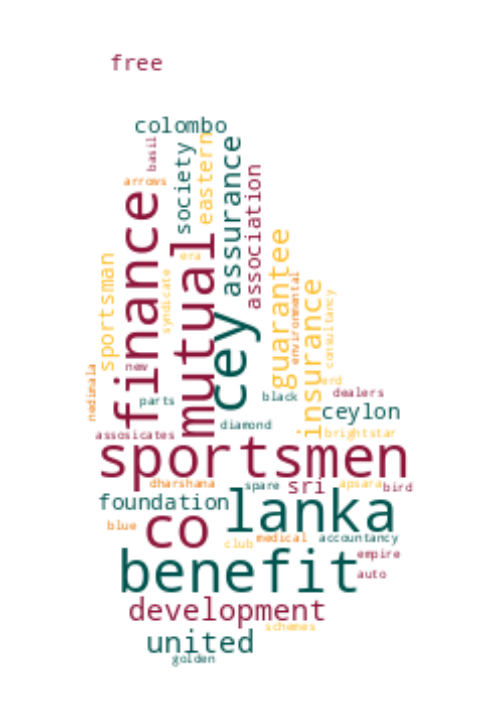 free
colombo
basil
society
eastern
assurance
arrows
association
finance
mutual
era
cey
guarantee
sportsman
syndicate
environmental
insurance
consultancy
nedimala
new
erd
parts
black
dealers
ceylon
diamond
assosicates
brightstar
sportsmen
dharshana
spare
sri
apsara
bird
foundation
lanka
co
blue
club
medical
accountancy
benefit
empire
auto
development
schemes
united
golden